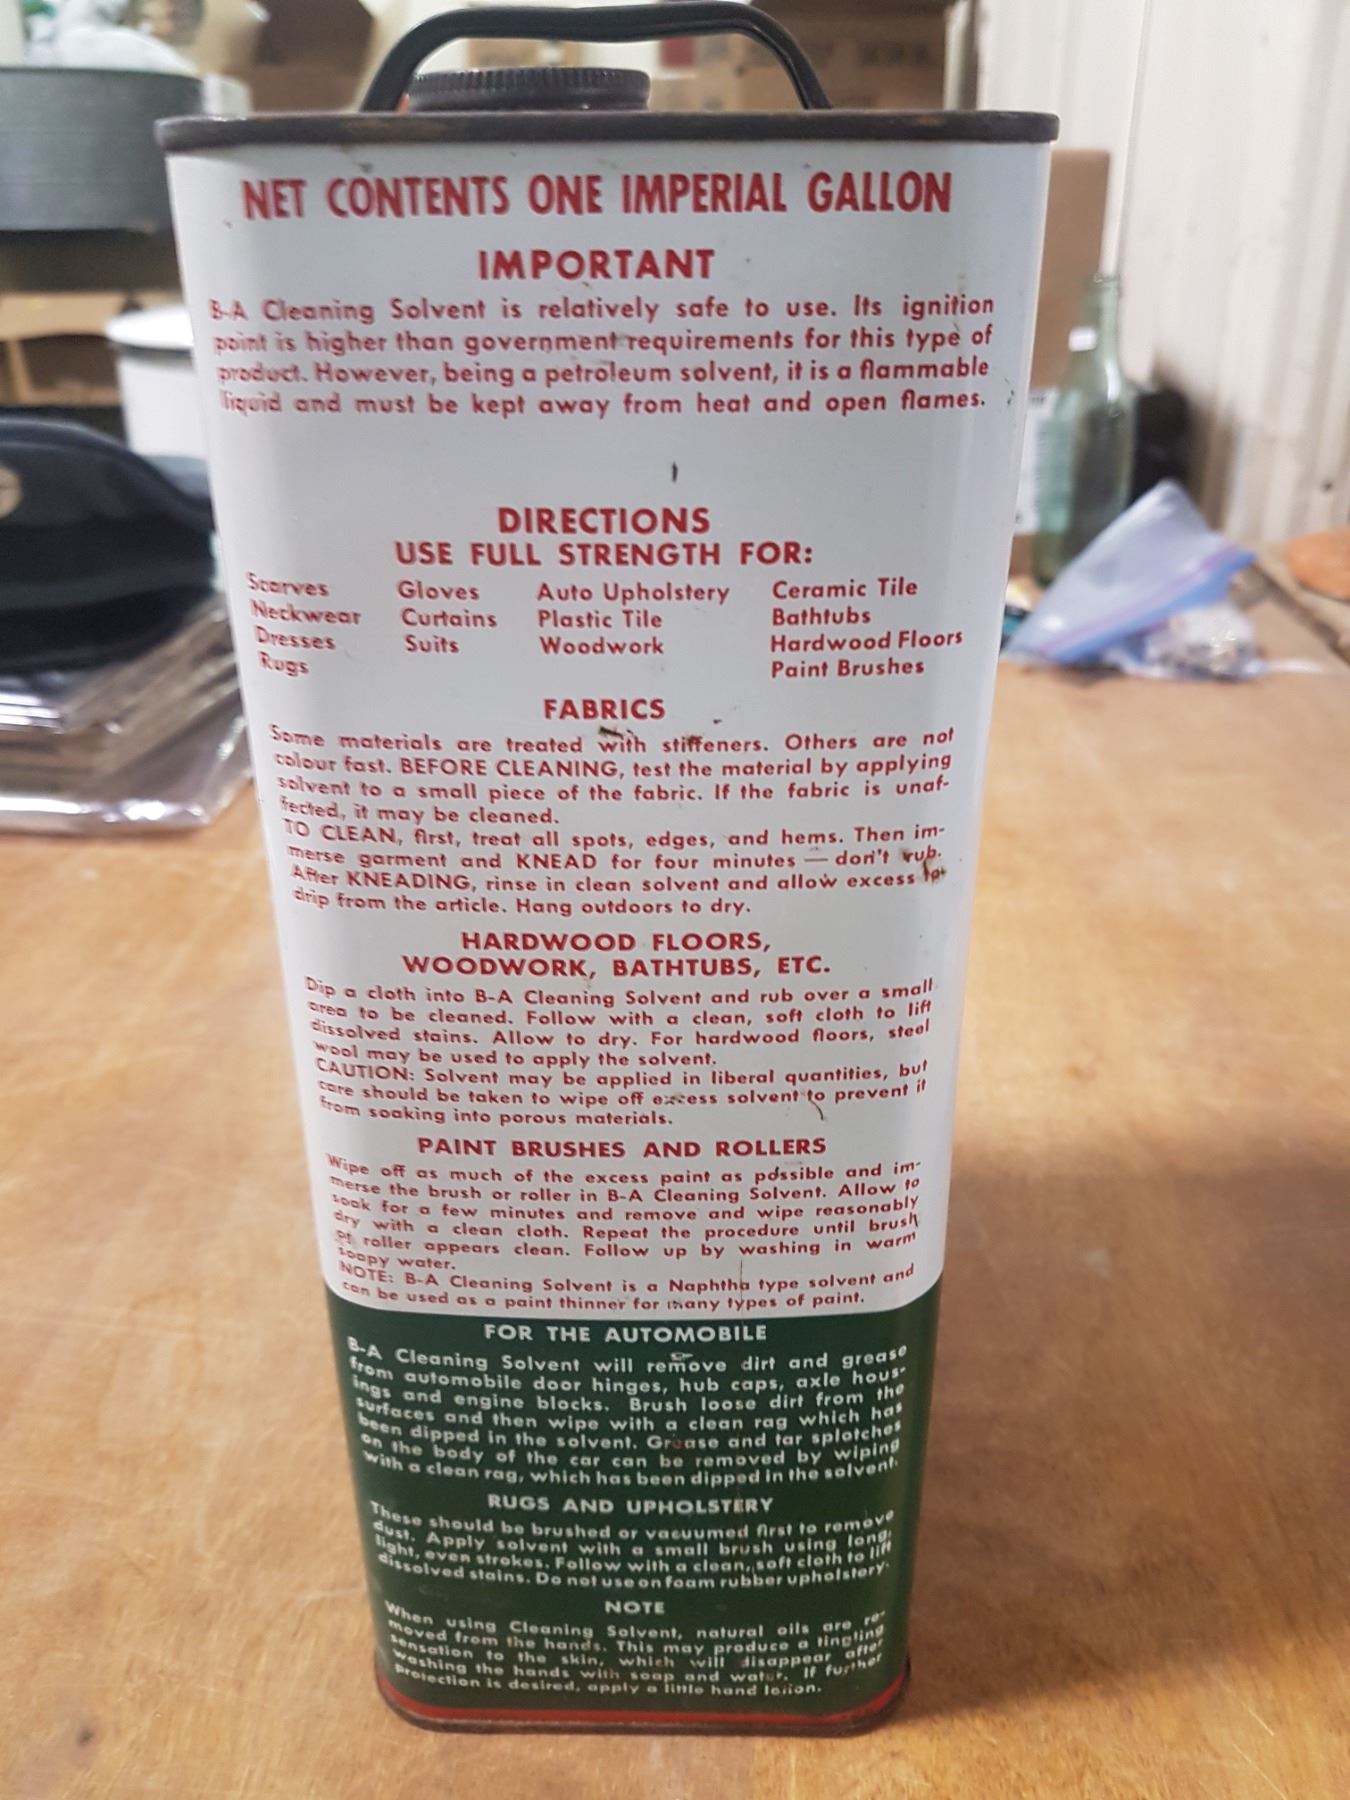 NET CONTENTS ONE IMPERIAL GALLON
IMPORTANT
B-A Cleaning Solvent is relatively safe to use. Its ignition
point is higher than government requirements for this type of
product. However, being a petroleum solvent, it is a flammable
liquid and must be kept away from heat and open flames.
DIRECTIONS
USE FULL STRENGTH FOR:
Scarves Gloves Auto Upholstery Ceramic Tile
Neckwear Curtains Plastic Tile Bathtubs
Dresses Suits Woodwork Hardwood Floors
Rugs Paint Brushes
FABRICS
Some materials are treated with stiffeners. Others are not
colour fast. BEFORE CLEANING, test the material by applying
solvent to a small piece of the fabric. If the fabric is unaf-
fected, it may be cleaned.
TO CLEAN, first, treat all spots, edges, and hems. Then im-
merse garment and KNEAD for four minutes — don't rub.
After KNEADING, rinse in clean solvent and allow excess to
drip from the article. Hang outdoors to dry.
HARDWOOD FLOORS,
WOODWORK, BATHTUBS, ETC.
Dip a cloth into B-A Cleaning Solvent and rub over a small
area to be cleaned. Follow with a clean, soft cloth to lift
dissolved stains. Allow to dry. For hardwood floors, steel
wool may be used to apply the solvent.
CAUTION: Solvent may be applied in liberal quantities, but
care should be taken to wipe off excess solvent to prevent it
from soaking into porous materials.
PAINT BRUSHES AND ROLLERS
Wipe off as much of the excess paint as possible and im-
merse the brush or roller in B-A Cleaning Solvent. Allow to
soak for a few minutes and remove and wipe reasonably
dry with a clean cloth. Repeat the procedure until brush
of roller appears clean. Follow up by washing in warm
soapy water.
NOTE: B-A Cleaning Solvent is a Naphtha type solvent and
can be used as a paint thinner for many types of paint.
FOR THE AUTOMOBILE
B-A Cleaning Solvent will remove dirt and grease
from automobile door hinges, hub caps, axle hous-
ings and engine blocks. Brush loose dirt from the
surfaces and then wipe with a clean rag which has
been dipped in the solvent. Grease and tar splotches
on the body of the car can be removed by wiping
with a clean rag, which has been dipped in the solvent.
RUGS AND UPHOLSTERY
These should be brushed or vacuumed first to remove
dust. Apply solvent with a small brush using long,
light, even strokes. Follow with a clean, soft cloth to lift
dissolved stains. Do not use on foam rubber upholstery.
NOTE
When using Cleaning Solvent, natural oils are re-
moved from the hands. This may produce a tingling
sensation to the skin, which will disappear after
washing the hands with soap and water. If further
protection is desired, apply a little hand lotion.